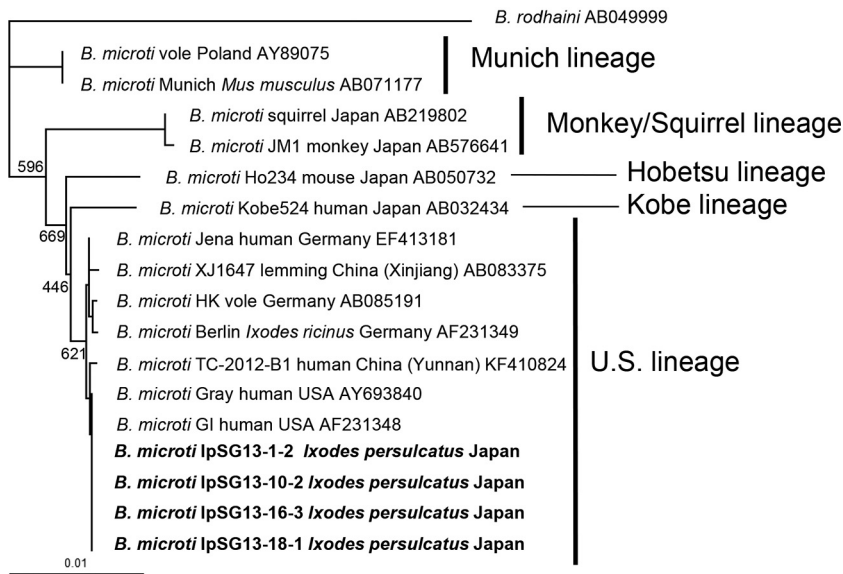 B. rodhaini AB049999
B. microti vole Poland AY89075
B. microti Munich Mus musculus AB071177
Munich lineage
B. microti squirrel Japan AB219802
B. microti JM1 monkey Japan AB576641
Monkey/Squirrel lineage
596
B. microti Ho234 mouse Japan AB050732
Hobetsu lineage
B. microti Kobe524 human Japan AB032434
Kobe lineage
669
B. microti Jena human Germany EF413181
B. microti XJ1647 lemming China (Xinjiang) AB083375
446
B. microti HK vole Germany AB085191
B. microti Berlin Ixodes ricinus Germany AF231349
621
B. microti TC-2012-B1 human China (Yunnan) KF410824
U.S. lineage
B. microti Gray human USA AY693840
B. microti GI human USA AF231348
B. microti IpSG13-1-2 Ixodes persulcatus Japan
B. microti IpSG13-10-2 Ixodes persulcatus Japan
B. microti IpSG13-16-3 Ixodes persulcatus Japan
B. microti IpSG13-18-1 Ixodes persulcatus Japan
0.01